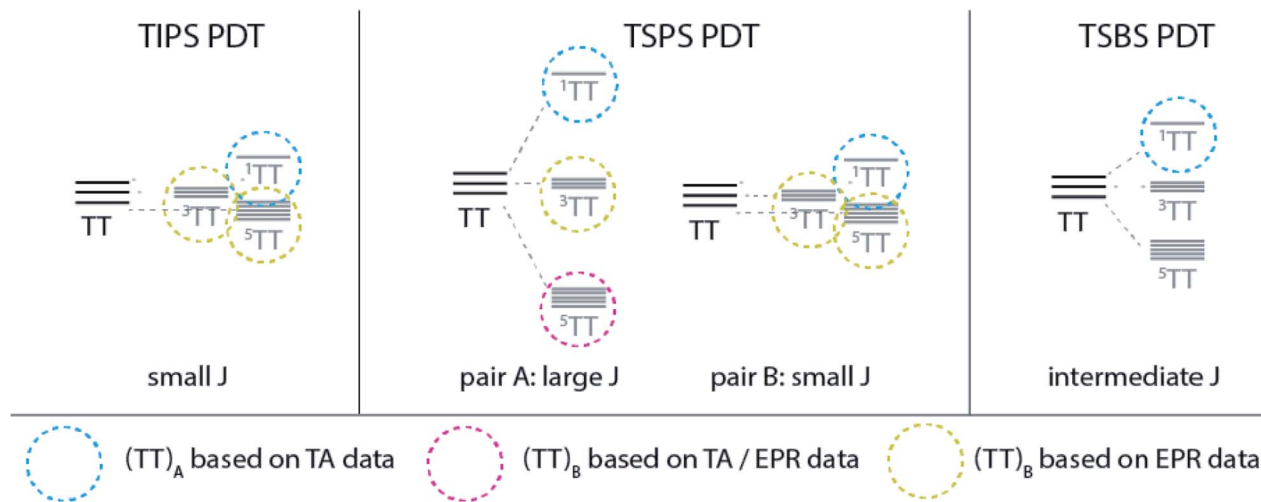 TIPS PDT
TSPS PDT
TSBS PDT
¹TT
³TT
⁵TT
TT
¹TT
³TT
⁵TT
TT
¹TT
³TT
⁵TT
TT
¹TT
³TT
⁵TT
TT
small J
pair A: large J
pair B: small J
intermediate J
(TT)A based on TA data
(TT)B based on TA / EPR data
(TT)B based on EPR data